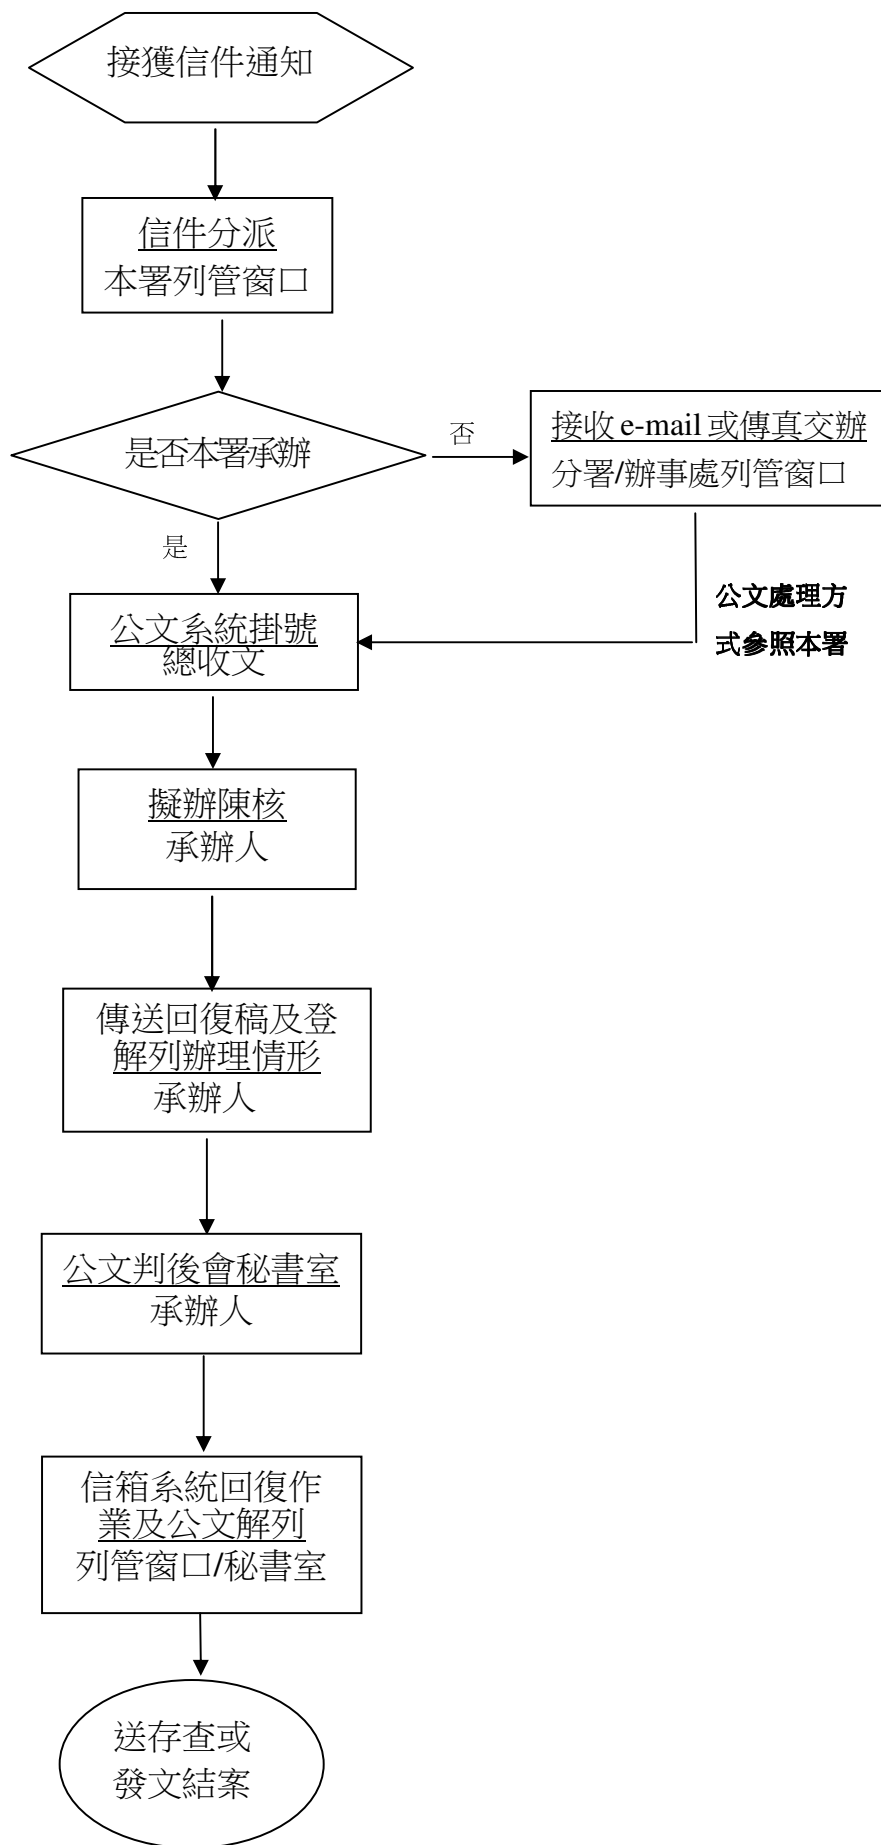 接獲信件通知
信件分派
本署列管窗口
是否本署承辦
否
接收 e-mail 或傳真交辦
分署/辦事處列管窗口
是
公文處理方
式參照本署
公文系統掛號
總收文
擬辦陳核
承辦人
傳送回復稿及登
解列辦理情形
承辦人
公文判後會秘書室
承辦人
信箱系統回復作
業及公文解列
列管窗口/秘書室
送存查或
發文結案